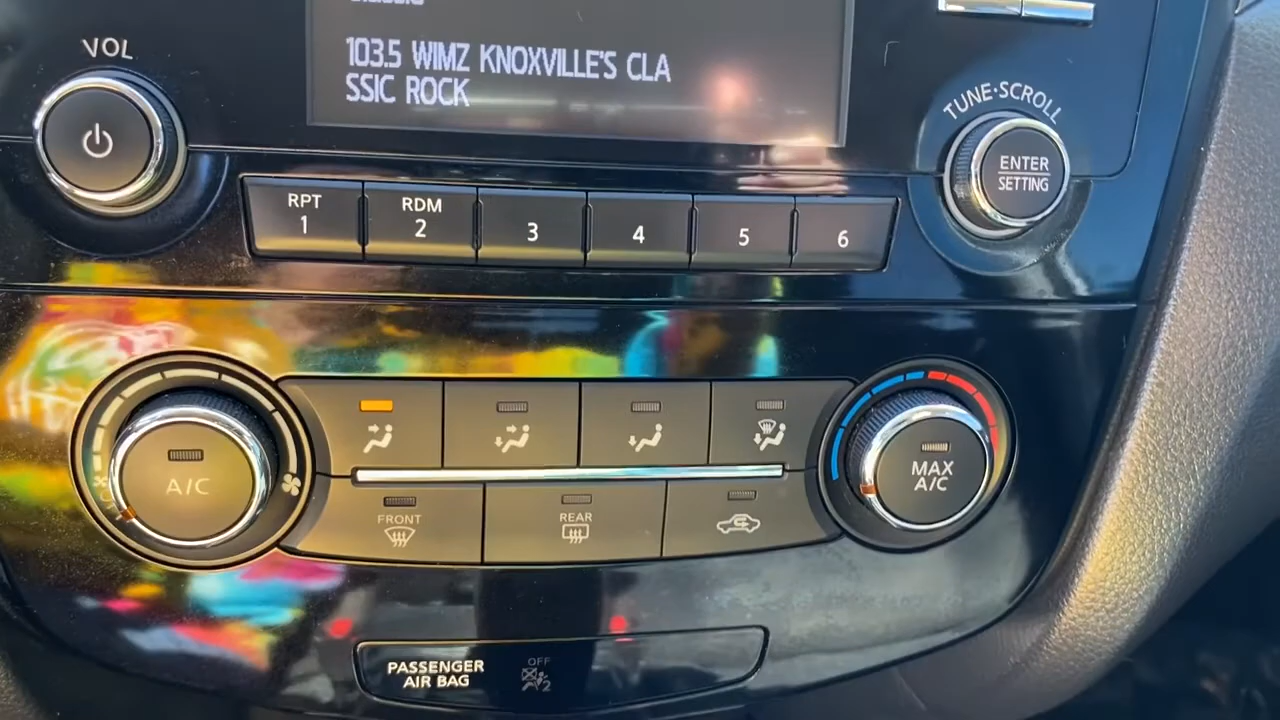 VOL
103.5 WIMZ KNOXVILLE'S CLA
SSIC ROCK
TUNE·SCROLL
ENTER
SETTING
RPT
1
RDM
2
3
4
5
6
A/C
MAX
A/C
FRONT
REAR
PASSENGER
AIR BAG
OFF
2